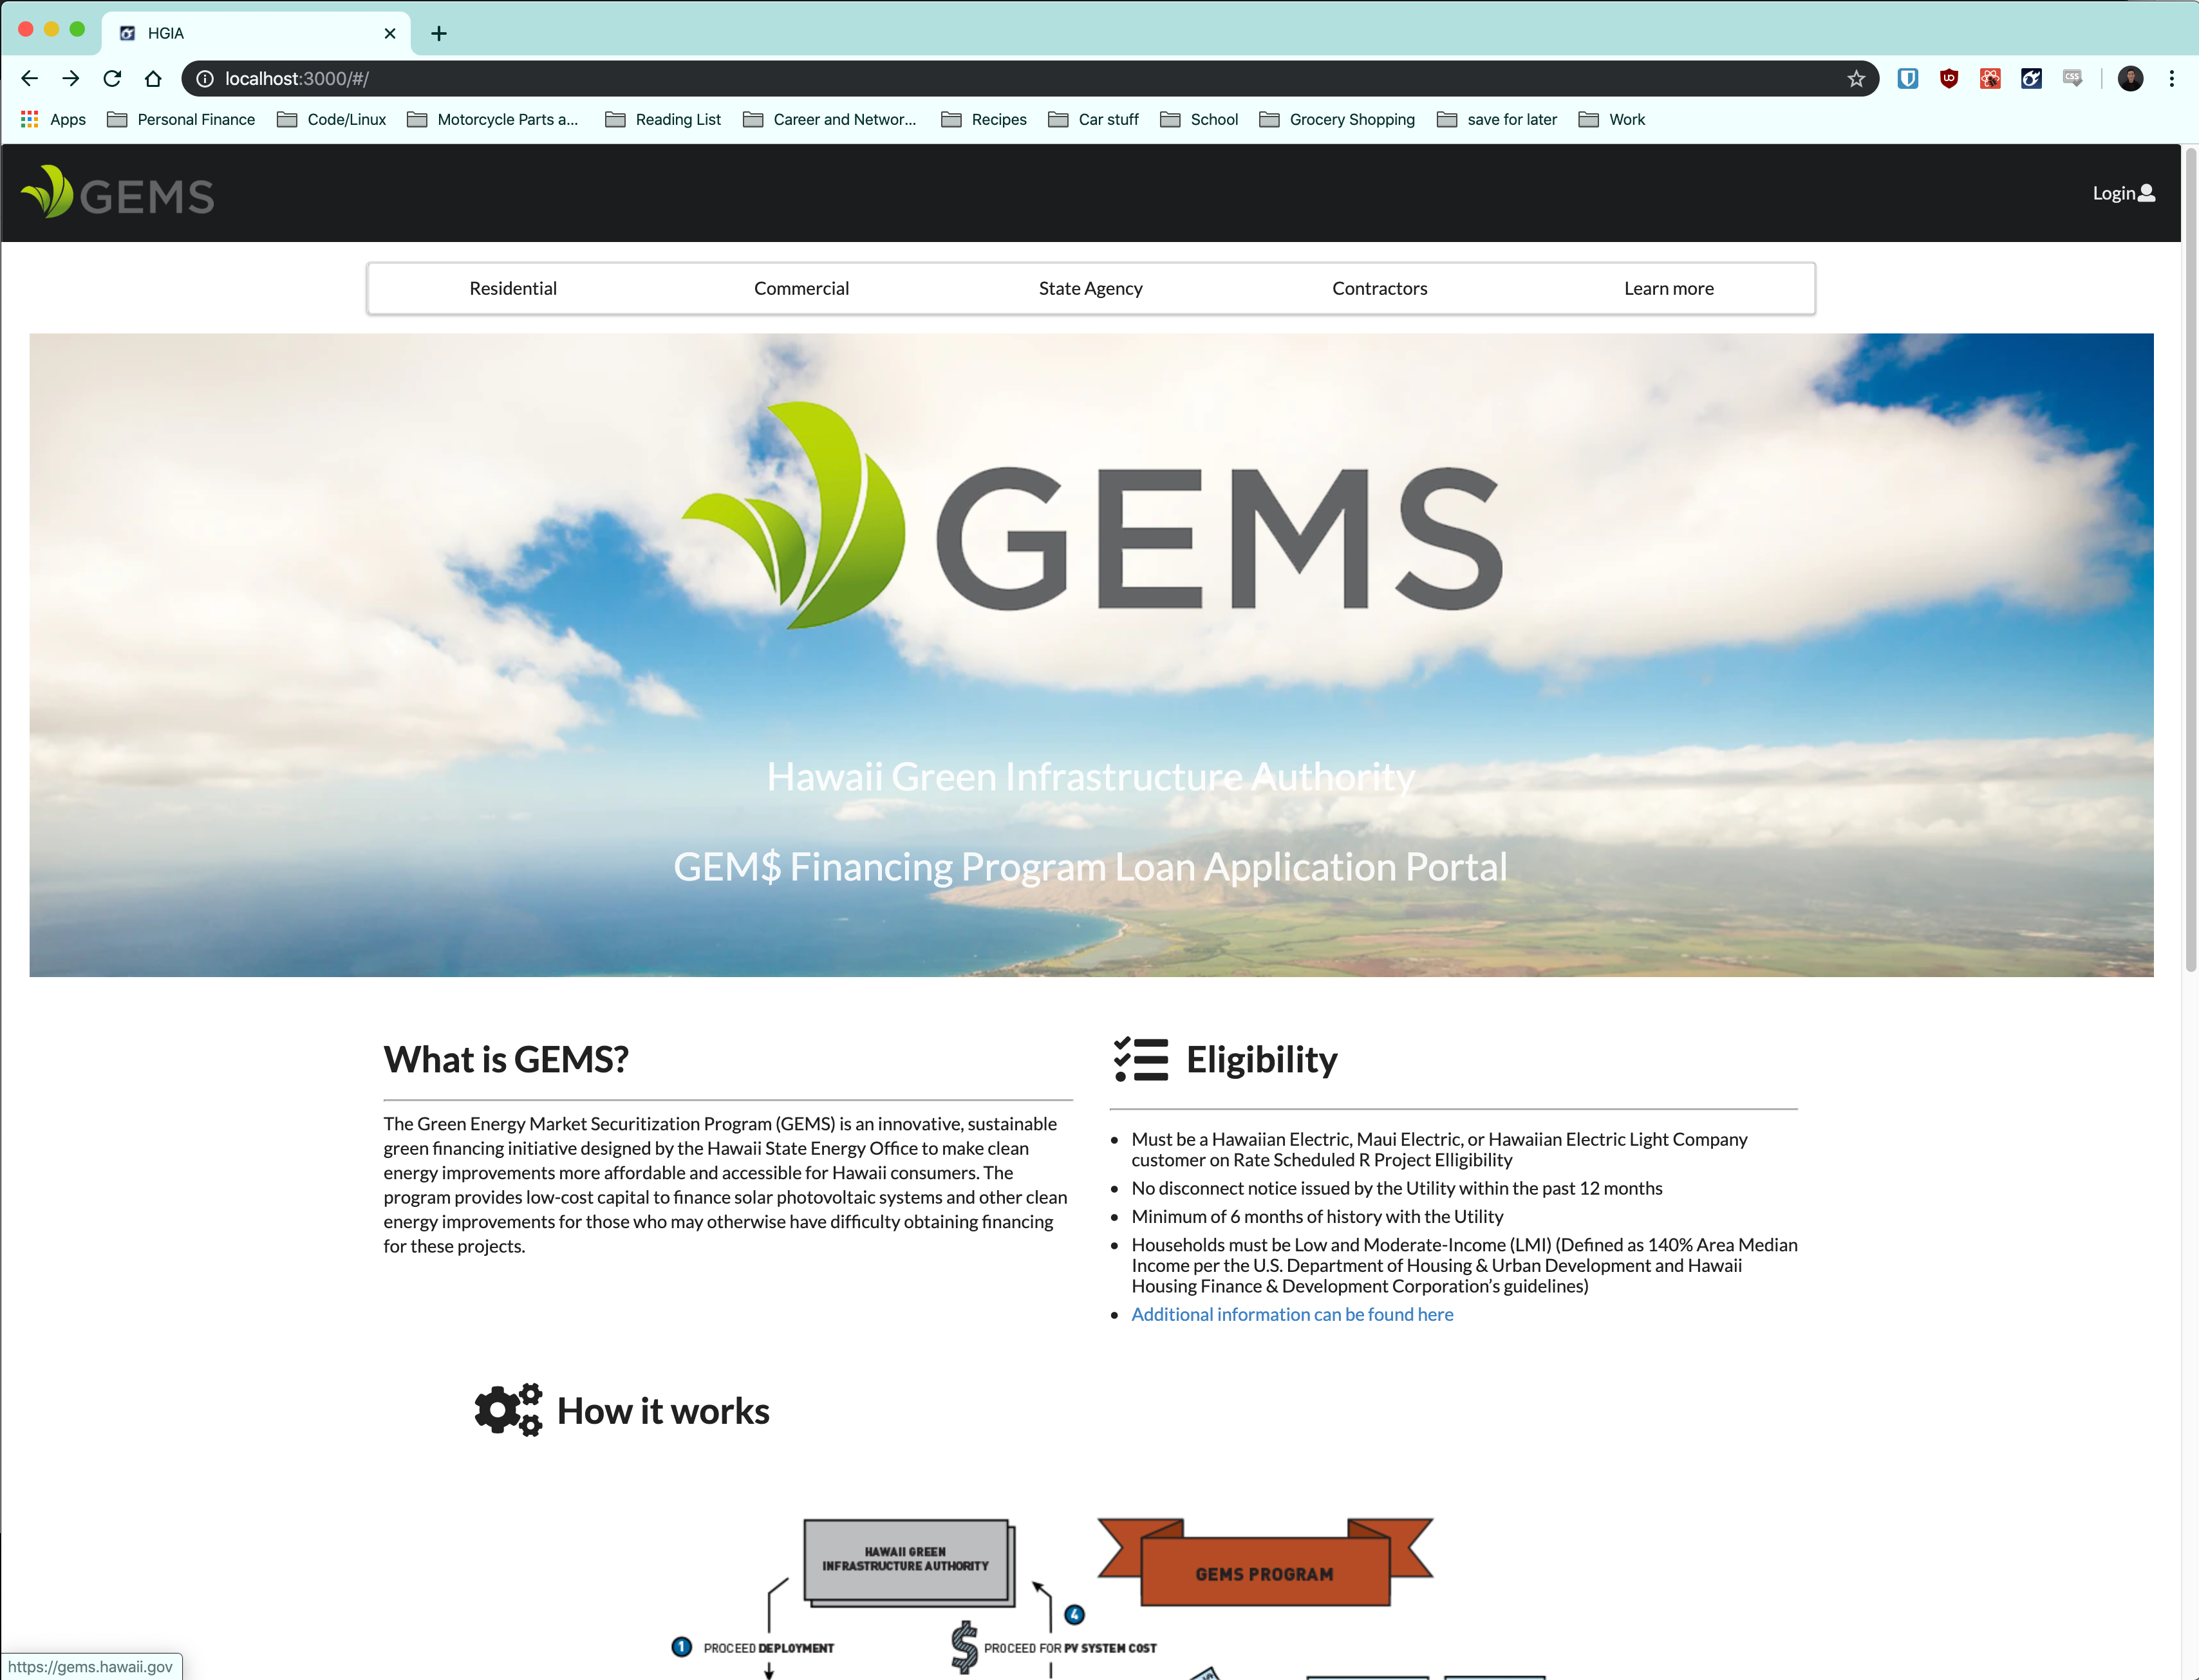 HGIA
localhost:3000/#/
CSS
Apps Personal Finance Code/Linux Motorcycle Parts a... Reading List Career and Networ... Recipes Car stuff School Grocery Shopping save for later Work
GEMS Login
Residential Commercial State Agency Contractors Learn more
GEMS
Hawaii Green Infrastructure Authority
GEM$ Financing Program Loan Application Portal
What is GEMS?
The Green Energy Market Securitization Program (GEMS) is an innovative, sustainable
green financing initiative designed by the Hawaii State Energy Office to make clean
energy improvements more affordable and accessible for Hawaii consumers. The
program provides low-cost capital to finance solar photovoltaic systems and other clean
energy improvements for those who may otherwise have difficulty obtaining financing
for these projects.
Eligibility
Must be a Hawaiian Electric, Maui Electric, or Hawaiian Electric Light Company
customer on Rate Scheduled R Project Elligibility
No disconnect notice issued by the Utility within the past 12 months
Minimum of 6 months of history with the Utility
Households must be Low and Moderate-Income (LMI) (Defined as 140% Area Median
Income per the U.S. Department of Housing & Urban Development and Hawaii
Housing Finance & Development Corporation’s guidelines)
Additional information can be found here
How it works
HAWAII GREEN
INFRASTRUCTURE AUTHORITY
GEMS PROGRAM
4
1 PROCEED DEPLOYMENT
$ PROCEED FOR PV SYSTEM COST
https://gems.hawaii.gov